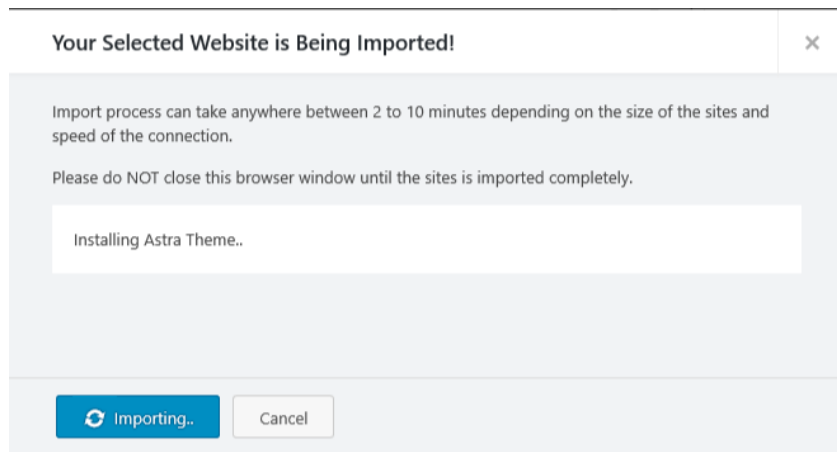 Your Selected Website is Being Imported!
Import process can take anywhere between 2 to 10 minutes depending on the size of the sites and
speed of the connection.
Please do NOT close this browser window until the sites is imported completely.
Installing Astra Theme..
Importing..
Cancel